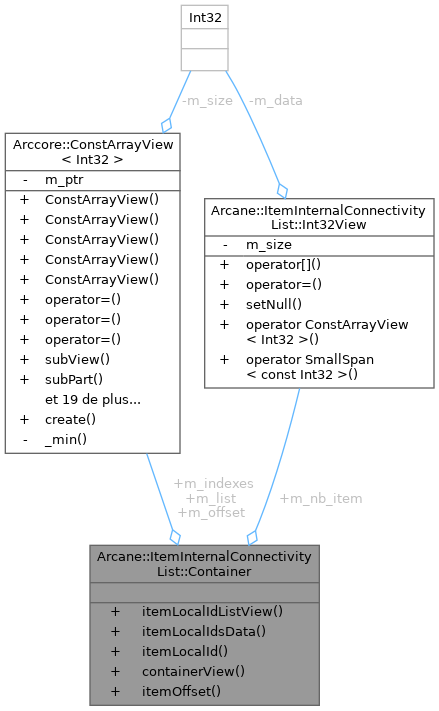 Int32
-m_size
-m_data
Arccore::ConstArrayView
< Int32 >
- m_ptr
+ ConstArrayView()
+ ConstArrayView()
+ ConstArrayView()
+ ConstArrayView()
+ ConstArrayView()
+ operator=()
+ operator=()
+ operator=()
+ subView()
+ subPart()
et 19 de plus...
+ create()
- _min()
Arcane::ItemInternalConnectivity
List::Int32View
- m_size
+ operator[]()
+ operator=()
+ setNull()
+ operator ConstArrayView
< Int32 >()
+ operator SmallSpan
< const Int32 >()
+m_indexes
+m_list
+m_offset
+m_nb_item
Arcane::ItemInternalConnectivity
List::Container
+ itemLocalIdListView()
+ itemLocalIdsData()
+ itemLocalId()
+ containerView()
+ itemOffset()